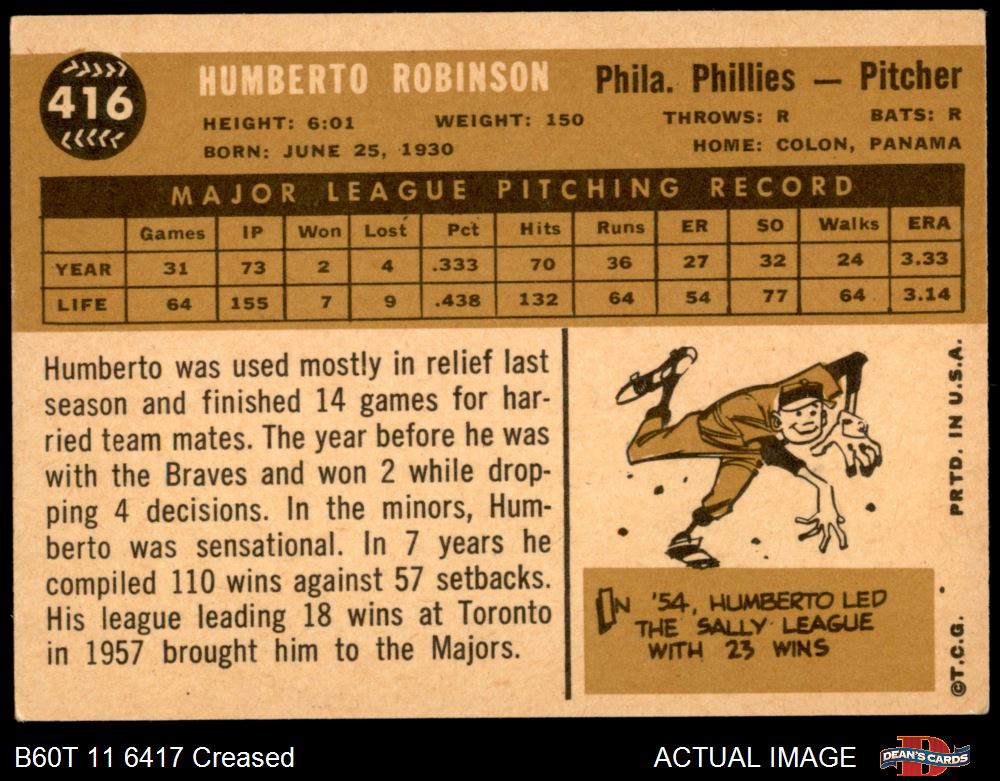 416
HUMBERTO ROBINSON
Phila. Phillies — Pitcher
HEIGHT: 6:01 WEIGHT: 150 THROWS: R BATS: R
BORN: JUNE 25, 1930 HOME: COLON, PANAMA
MAJOR LEAGUE PITCHING RECORD
Games IP Won Lost Pct Hits Runs ER SO Walks ERA
YEAR 31 73 2 4 .333 70 36 27 32 24 3.33
LIFE 64 155 7 9 .438 132 64 54 77 64 3.14
Humberto was used mostly in relief last
season and finished 14 games for har-
ried team mates. The year before he was
with the Braves and won 2 while drop-
ping 4 decisions. In the minors, Hum-
berto was sensational. In 7 years he
compiled 110 wins against 57 setbacks.
His league leading 18 wins at Toronto
in 1957 brought him to the Majors.
IN '54, HUMBERTO LED
THE SALLY LEAGUE
WITH 23 WINS
©T.C.G. PRTD. IN U.S.A.
B60T 11 6417 Creased
ACTUAL IMAGE
DEAN'S CARDS